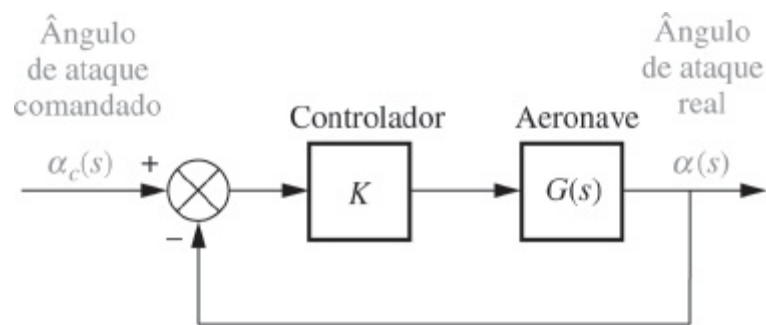 Ângulo
de ataque
comandado
αc(s)
+
−
Controlador
K
Aeronave
G(s)
Ângulo
de ataque
real
α(s)